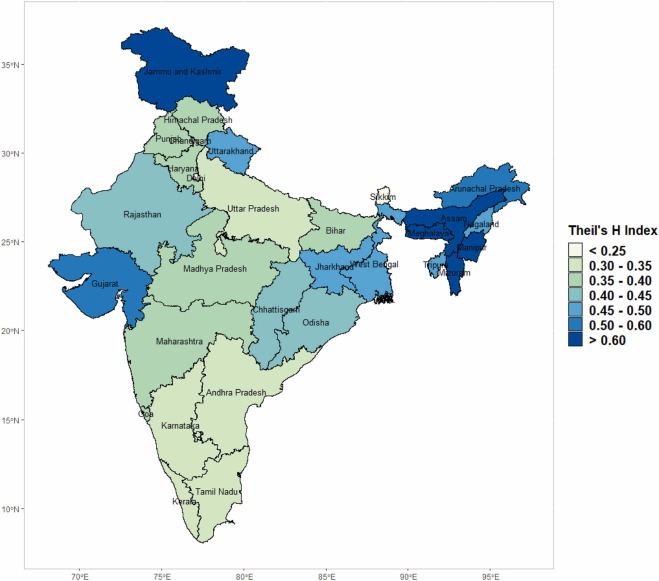 35°N
30°N
25°N
20°N
15°N
10°N
70°E
75°E
80°E
85°E
90°E
95°E
Jammu and Kashmir
Himachal Pradesh
Punjab
Chandigarh
Uttarakhand
Haryana
Delhi
Sikkim
Arunachal Pradesh
Rajasthan
Uttar Pradesh
Assam
Nagaland
Bihar
Meghalaya
Manipur
Madhya Pradesh
Jharkhand
West Bengal
Tripura
Mizoram
Gujarat
Chhattisgarh
Odisha
Maharashtra
Andhra Pradesh
Goa
Karnataka
Tamil Nadu
Kerala
Theil's H Index
< 0.25
0.30 - 0.35
0.35 - 0.40
0.40 - 0.45
0.45 - 0.50
0.50 - 0.60
> 0.60